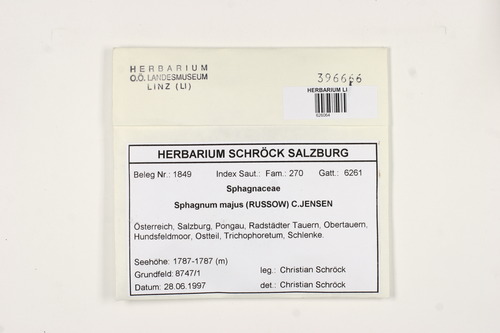 HERBARIUM
O.Ö. LANDESMUSEUM
LINZ (LI)
396666
HERBARIUM LI
HERBARIUM SCHRÖCK SALZBURG
Beleg Nr.: 1849 Index Saut.: Fam.: 270 Gatt.: 6261
Sphagnaceae
Sphagnum majus (RUSSOW) C.JENSEN
Österreich, Salzburg, Pongau, Radstädter Tauern, Obertauern,
Hundsfeldmoor, Ostteil, Trichophoretum, Schlenke.
Seehöhe: 1787-1787 (m)
Grundfeld: 8747/1 leg.: Christian Schröck
Datum: 28.06.1997 det.: Christian Schröck